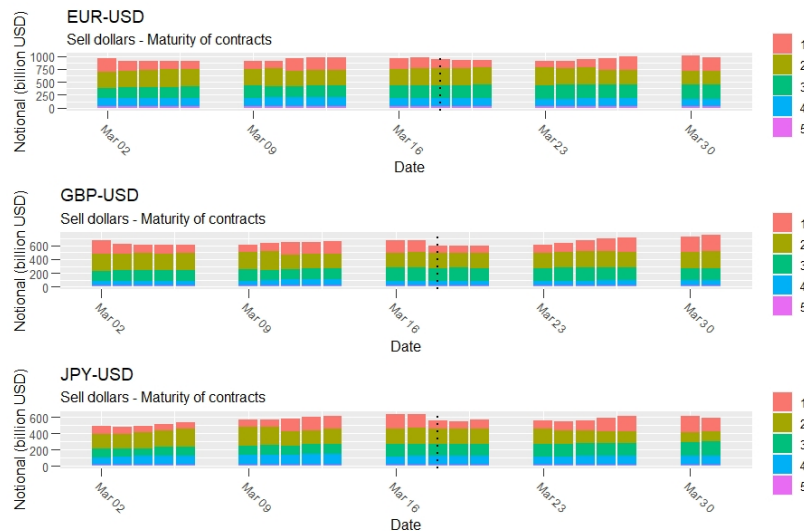 EUR-USD
Sell dollars - Maturity of contracts
Notional (billion USD)
1000
750
500
250
0
Mar 02
Mar 09
Mar 16
Mar 23
Mar 30
Date
1
2
3
4
5
GBP-USD
Sell dollars - Maturity of contracts
Notional (billion USD)
600
400
200
0
Mar 02
Mar 09
Mar 16
Mar 23
Mar 30
Date
1
2
3
4
5
JPY-USD
Sell dollars - Maturity of contracts
Notional (billion USD)
600
400
200
0
Mar 02
Mar 09
Mar 16
Mar 23
Mar 30
Date
1
2
3
4
5